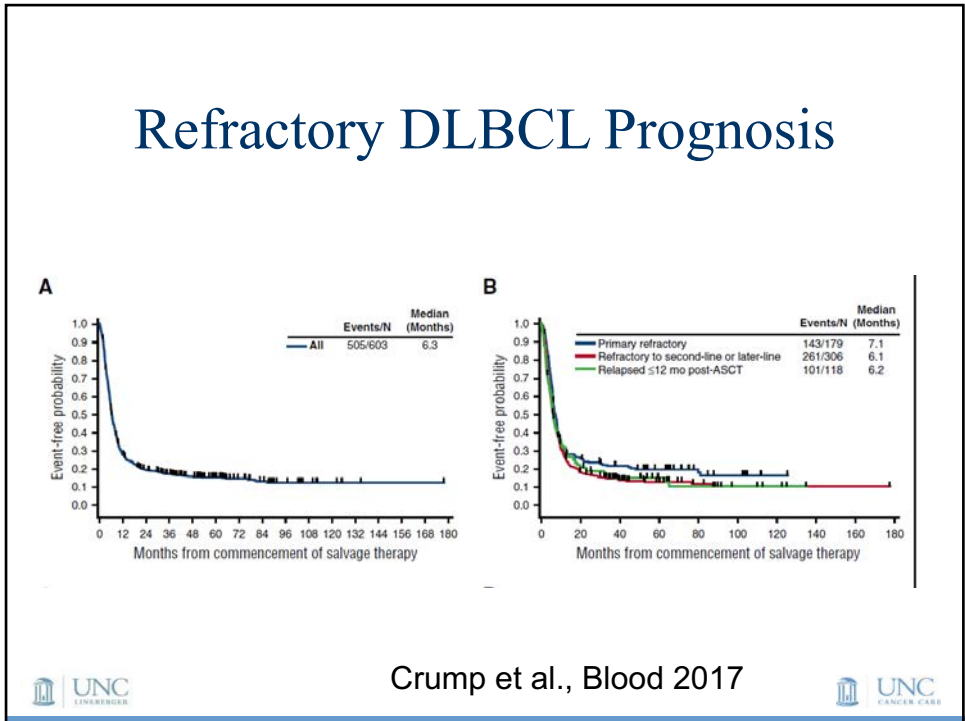 Refractory DLBCL Prognosis
A
Median
Events/N (Months)
All 505/603 6.3
1.0
0.9
0.8
0.7
0.6
0.5
0.4
0.3
0.2
0.1
0.0
Event-free probability
0 12 24 36 48 60 72 84 96 108 120 132 144 156 168 180
Months from commencement of salvage therapy
B
Median
Events/N (Months)
Primary refractory 143/179 7.1
Refractory to second-line or later-line 261/306 6.1
Relapsed ≤12 mo post-ASCT 101/118 6.2
1.0
0.9
0.8
0.7
0.6
0.5
0.4
0.3
0.2
0.1
0.0
Event-free probability
0 20 40 60 80 100 120 140 160 180
Months from commencement of salvage therapy
Crump et al., Blood 2017
UNC
LINEBERGER
UNC
CANCER CARE